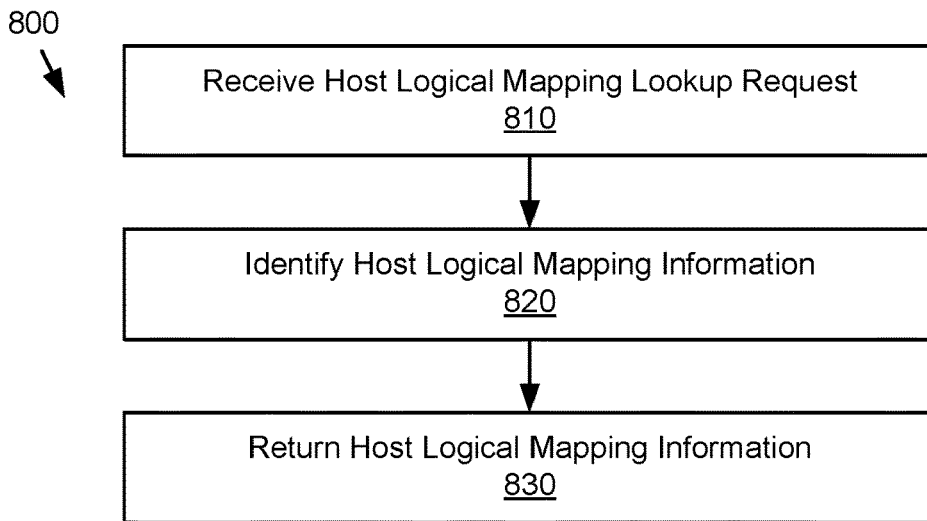 800
Receive Host Logical Mapping Lookup Request
810
Identify Host Logical Mapping Information
820
Return Host Logical Mapping Information
830